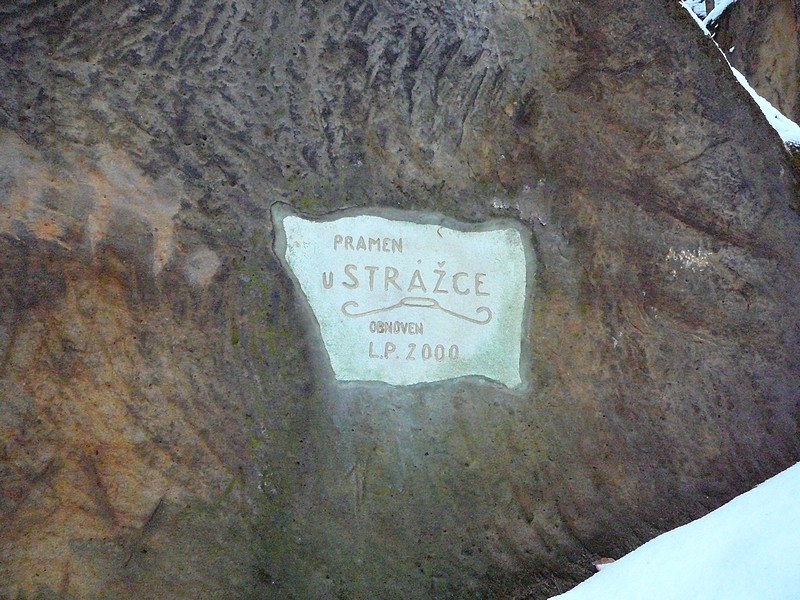 PRAMEN
U STRÁŽCE
OBNOVEN
L.P. 2000